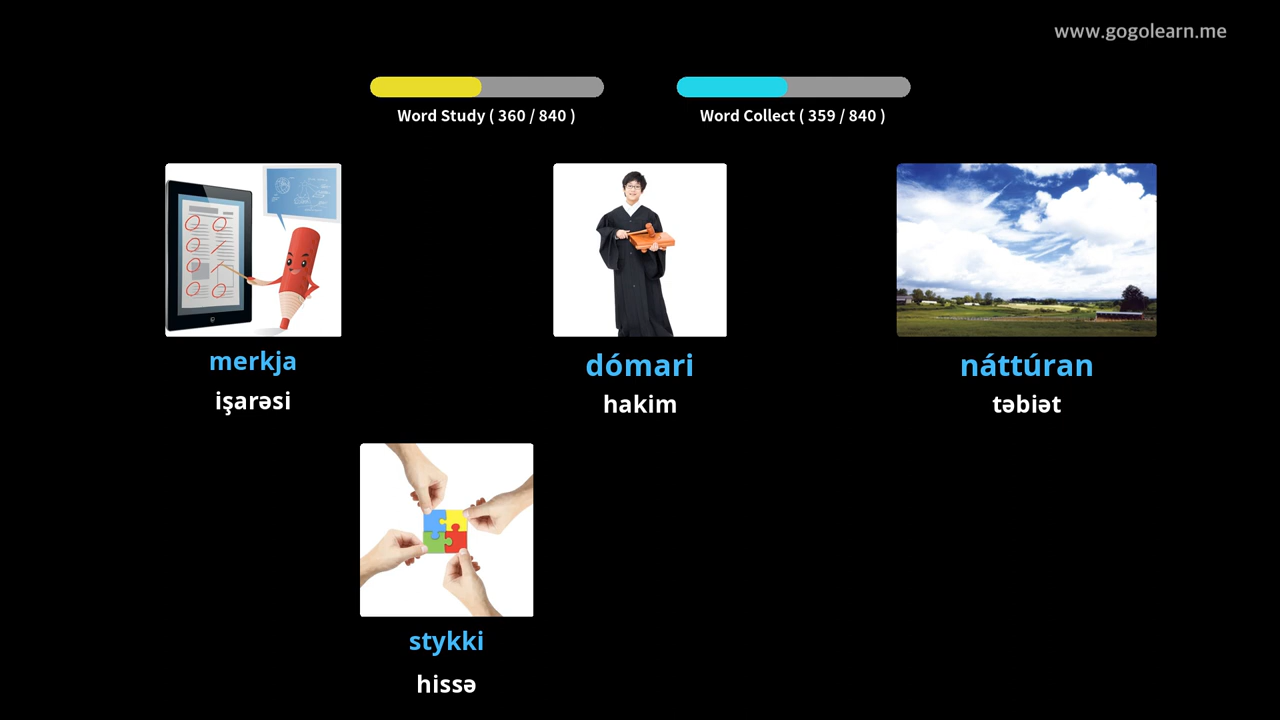 www.gogolearn.me
Word Study ( 360 / 840 )
Word Collect ( 359 / 840 )
merkja
işarəsi
dómari
hakim
náttúran
təbiət
stykki
hissə